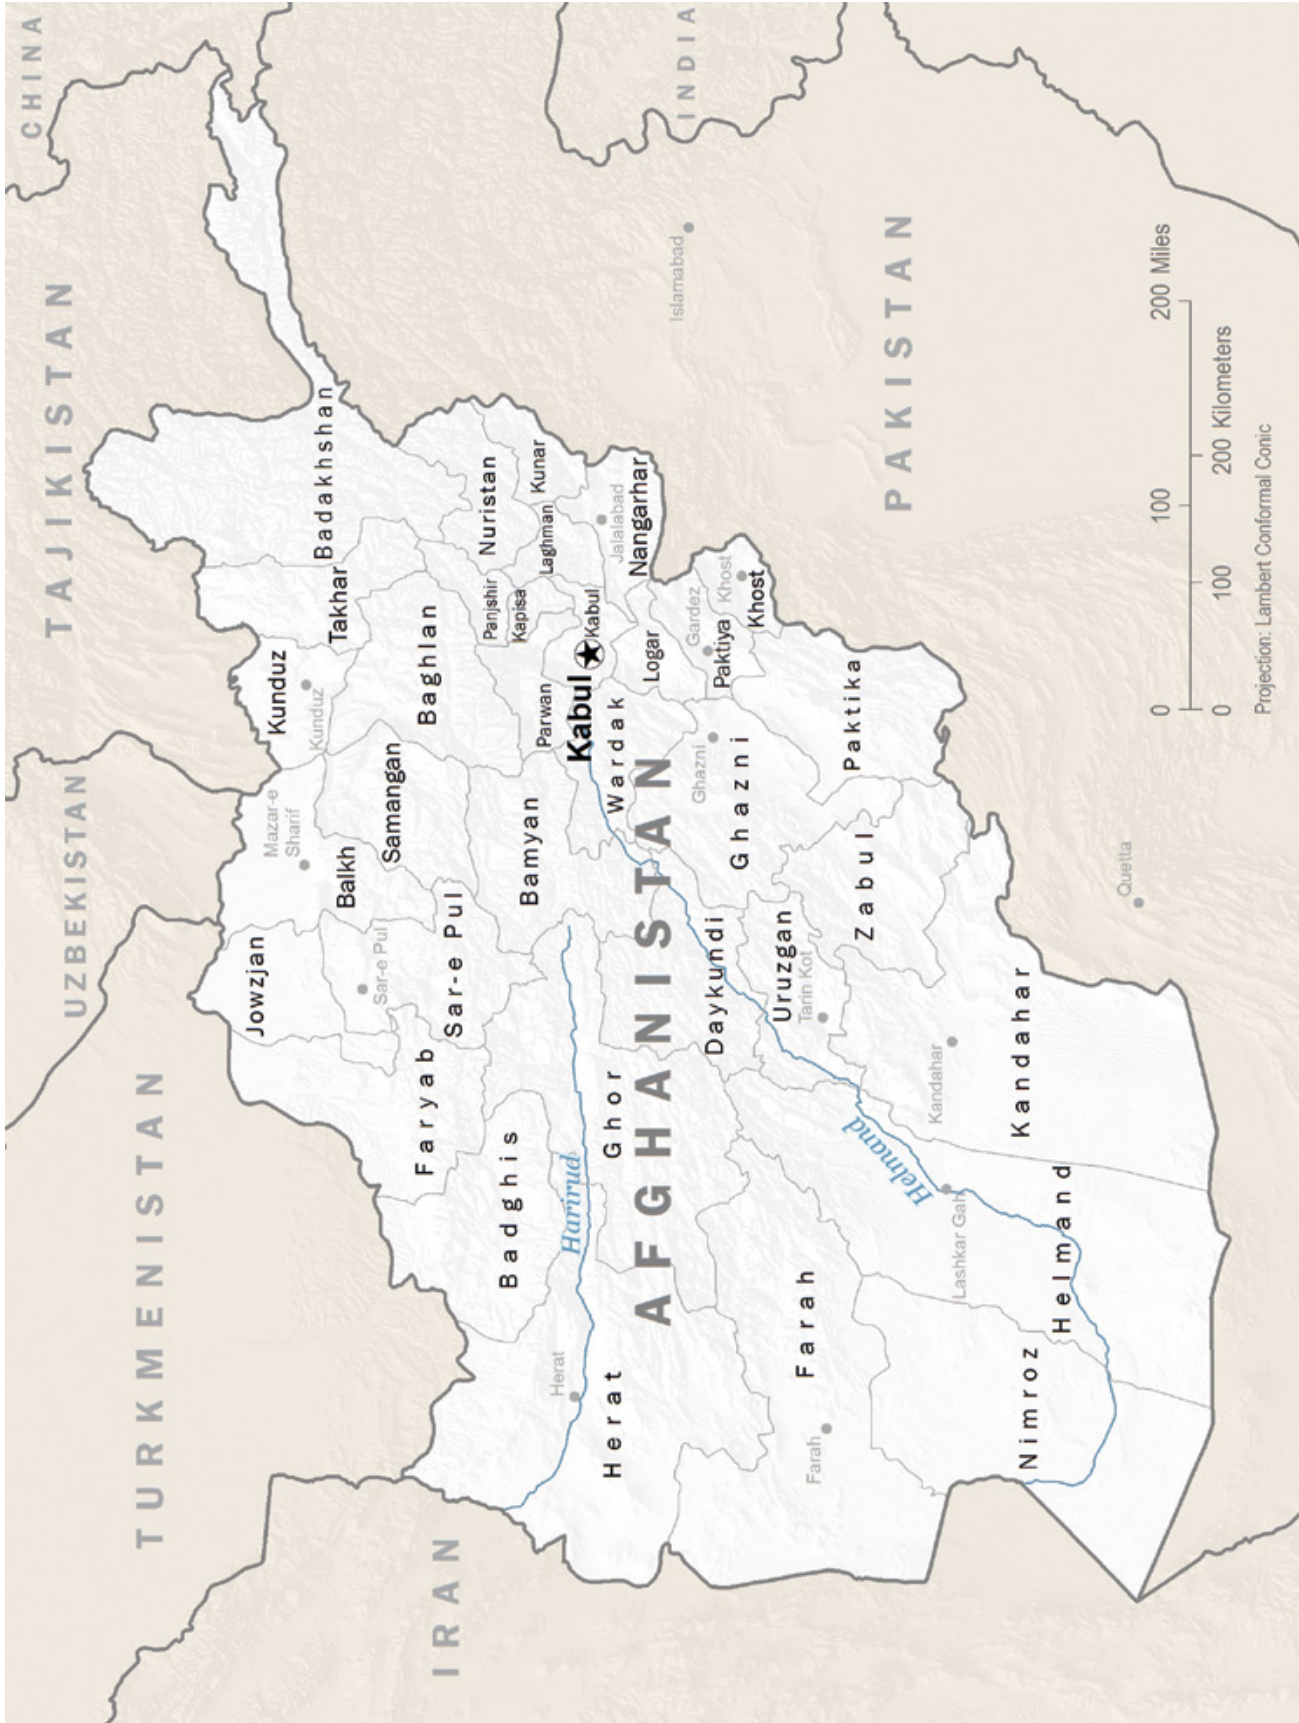 CHINA
TAJIKISTAN
UZBEKISTAN
TURKMENISTAN
IRAN
INDIA
PAKISTAN
AFGHANISTAN
Badakhshan
Takhar
Kunduz
Kunduz
Mazar-e
Sharif
Balkh
Jowzjan
Samangan
Baghlan
Sar-e Pul
Sar-e Pul
Faryab
Badghis
Nuristan
Kunar
Laghman
Panjshir
Kapisa
Parwan
Bamyan
Kabul
Kabul
Jalalabad
Nangarhar
Logar
Wardak
Gardez
Paktiya
Khost
Khost
Harirud
Ghor
Herat
Herat
Ghazni
Ghazni
Paktika
Daykundi
Uruzgan
Tarin Kot
Zabul
Farah
Farah
Helmand
Kandahar
Kandahar
Lashkar Gah
Helmand
Nimroz
Islamabad
Quetta
0 100 200 Miles
0 100 200 Kilometers
Projection: Lambert Conformal Conic